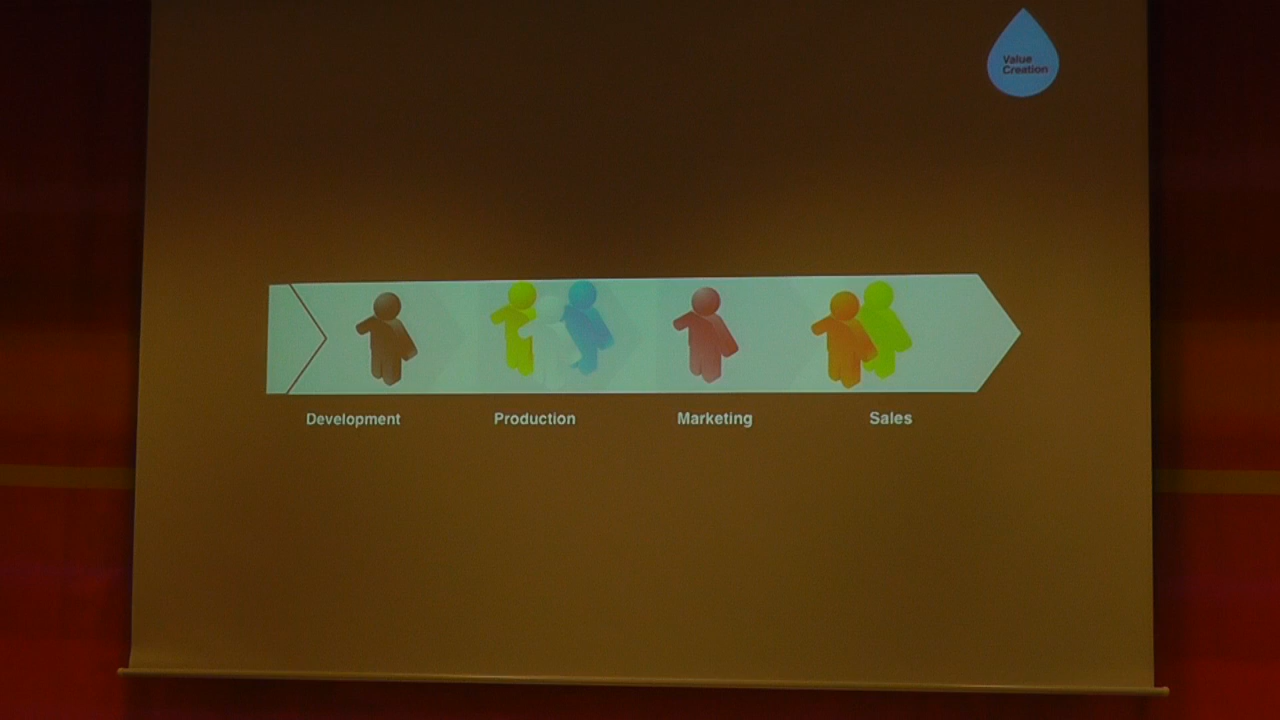 Value
Creation
Development
Production
Marketing
Sales